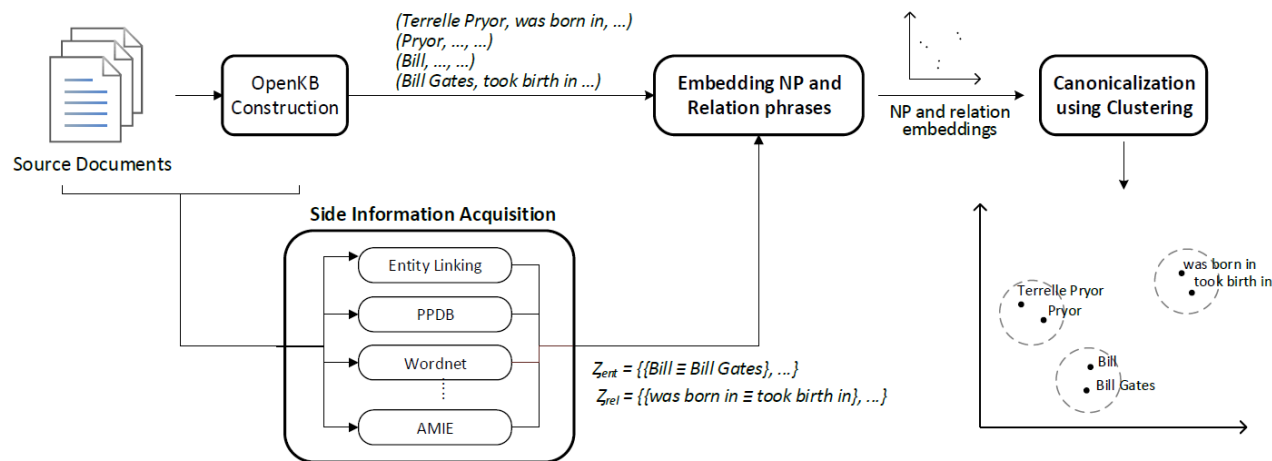 (Terrelle Pryor, was born in, ...)
(Pryor, ..., ...)
(Bill, ..., ...)
(Bill Gates, took birth in ...)
OpenKB
Construction
Embedding NP and
Relation phrases
NP and relation
embeddings
Canonicalization
using Clustering
Source Documents
Side Information Acquisition
Entity Linking
PPDB
Wordnet
AMIE
Z_ent = {{Bill ≡ Bill Gates}, ...}
Z_rel = {{was born in ≡ took birth in}, ...}
was born in
took birth in
Terrelle Pryor
Pryor
Bill
Bill Gates